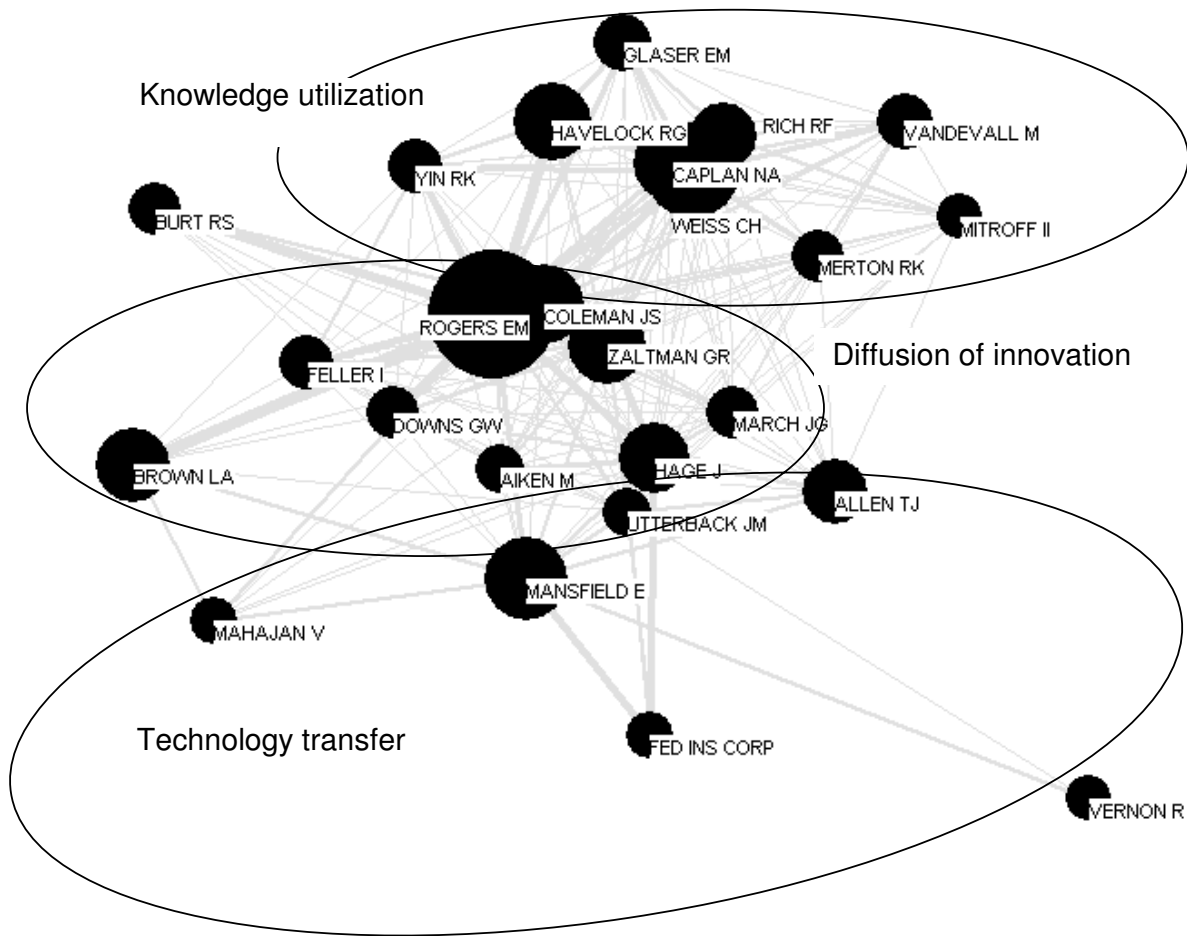 GLASER EM
Knowledge utilization
HAVELOCK RG
RICH RF
VANDEVALL M
YIN RK
CAPLAN NA
BURT RS
WEISS CH
MITROFF II
MERTON RK
COLEMAN JS
ROGERS EM
ZALTMAN GR
Diffusion of innovation
FELLER I
DOWNS GW
MARCH JG
BROWN LA
AIKEN M
HAGE J
ALLEN TJ
UTTERBACK JM
MANSFIELD E
MAHAJAN V
Technology transfer
FED INS CORP
VERNON R